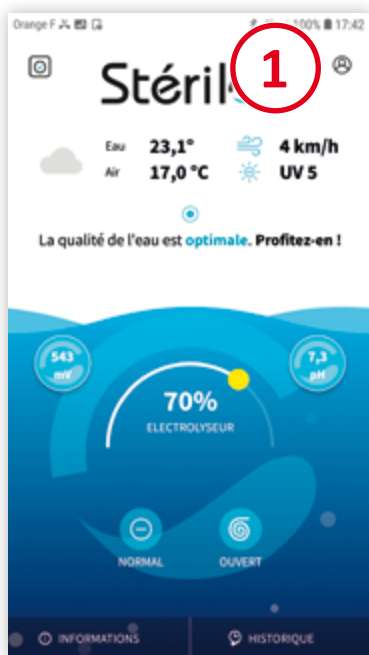 Orange F
100% 17:42
Stéril
1
Eau 23,1° 4 km/h
Air 17,0 °C UV 5
La qualité de l'eau est optimale. Profitez-en !
543 mV
7,3 pH
70%
ELECTROLYSEUR
NORMAL OUVERT
INFORMATIONS HISTORIQUE